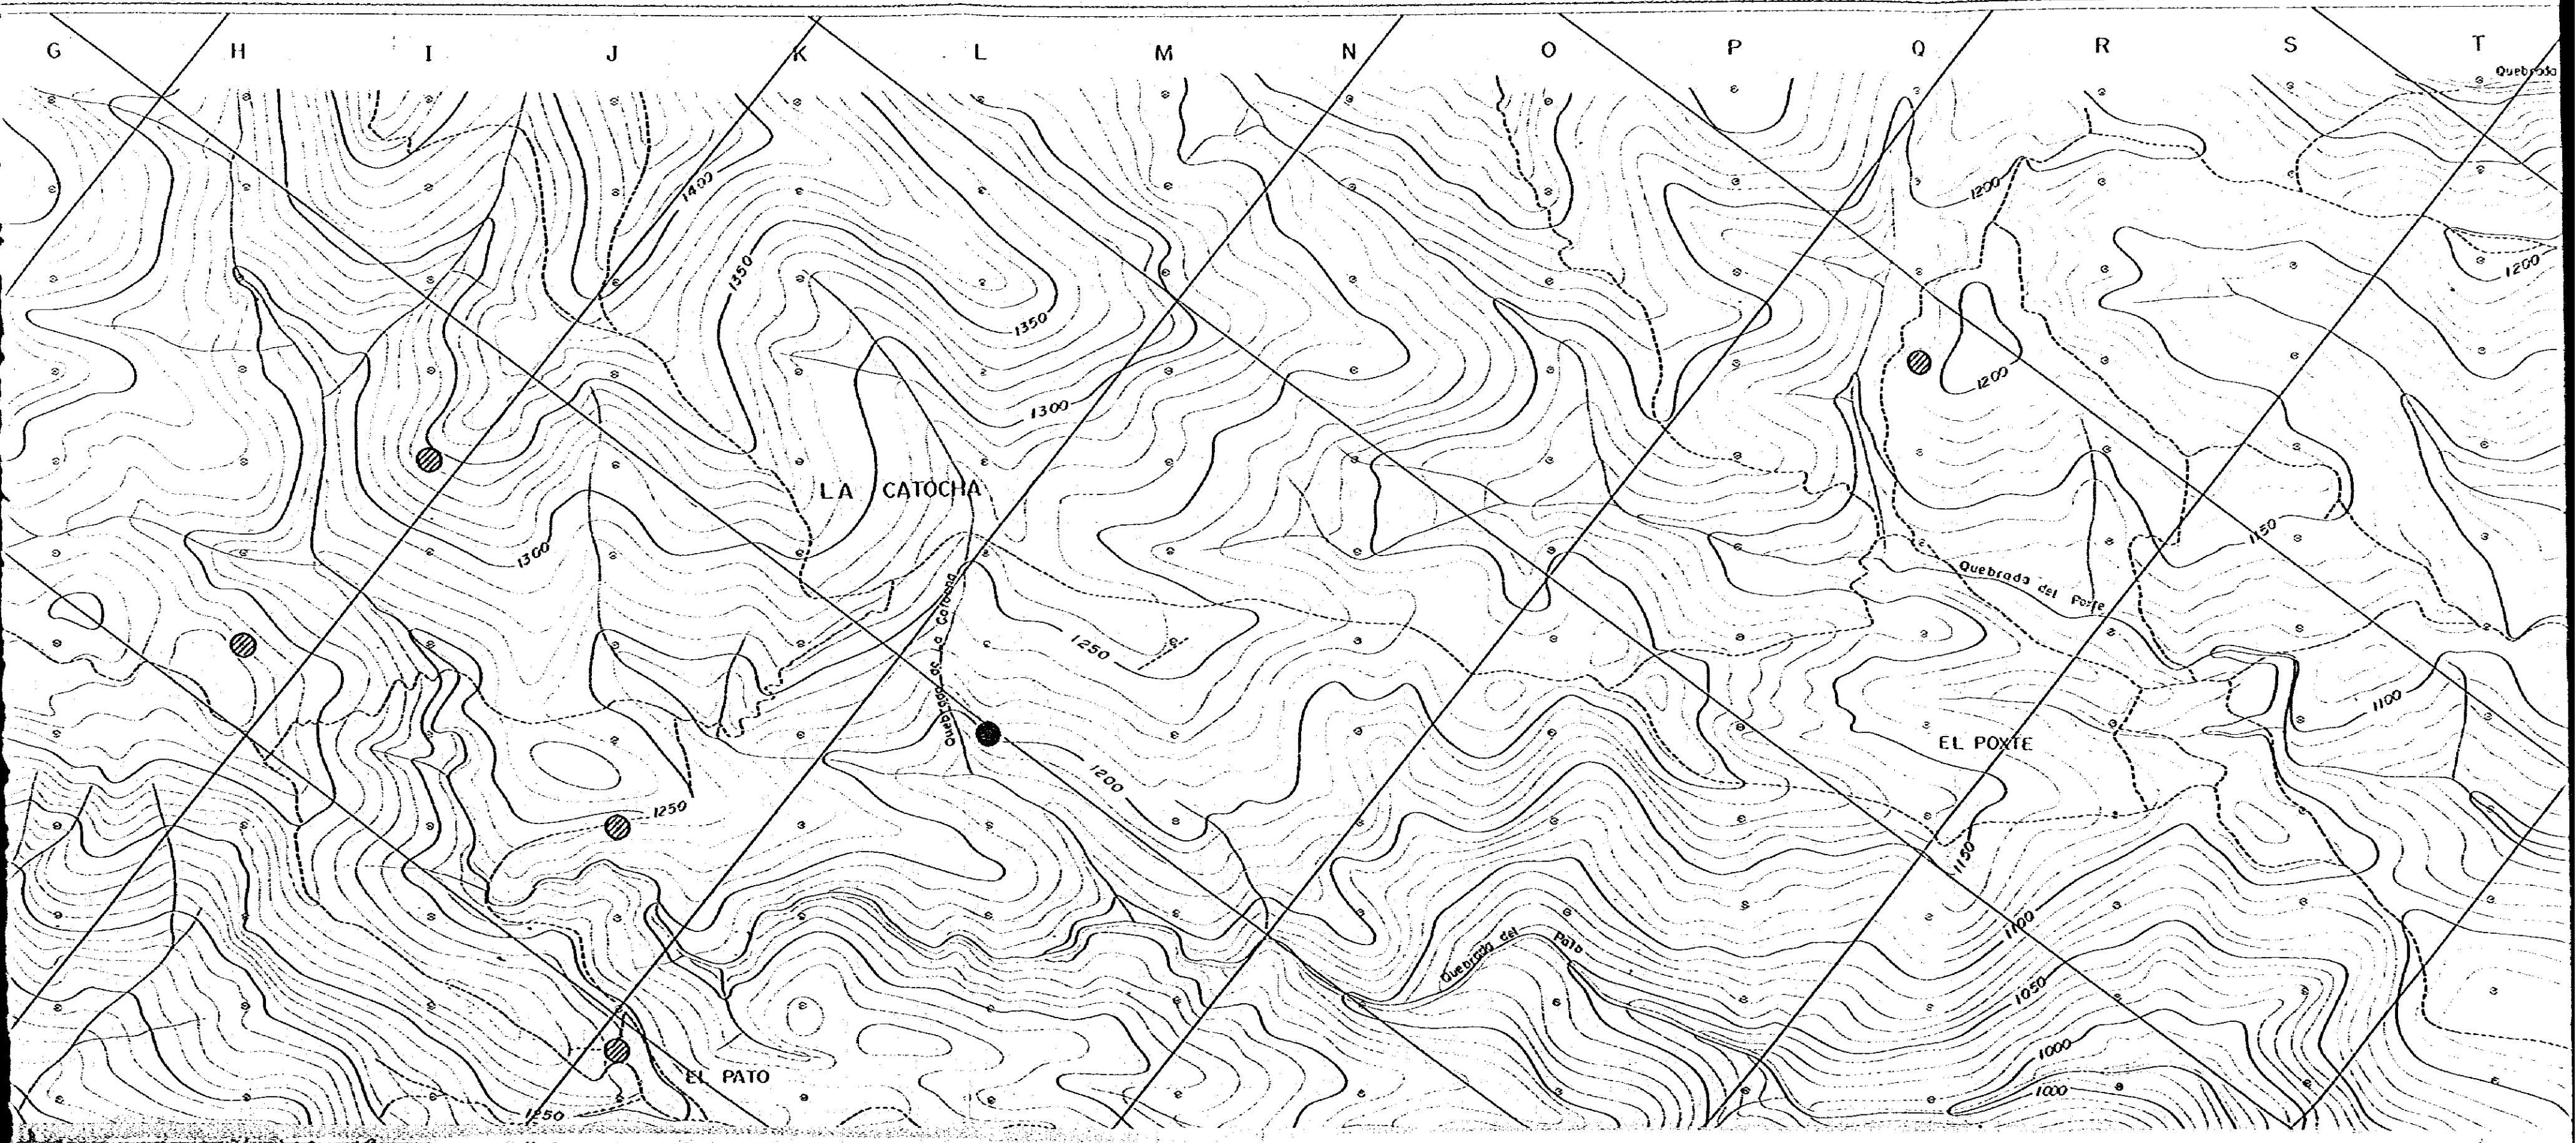 G H I J K L M N O P Q R S T
Quebrada
1400
1200
1350
1200
1350
1200
1300
LA CATOCHA
1300
1150
Quebrada del Poxte
Quebrada de La Catocha
1250
1100
EL POXTE
1200
1250
1150
1100
Quebrada del Pato
1050
1000
EL PATO
1000
1250